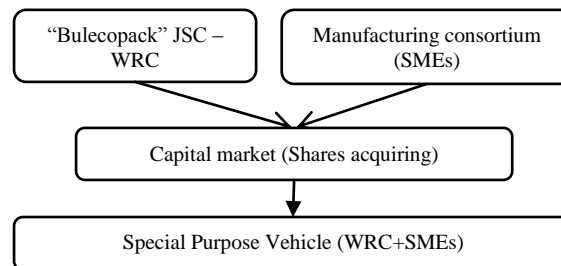 “Bulecopack” JSC –
WRC
Manufacturing consortium
(SMEs)
Capital market (Shares acquiring)
Special Purpose Vehicle (WRC+SMEs)